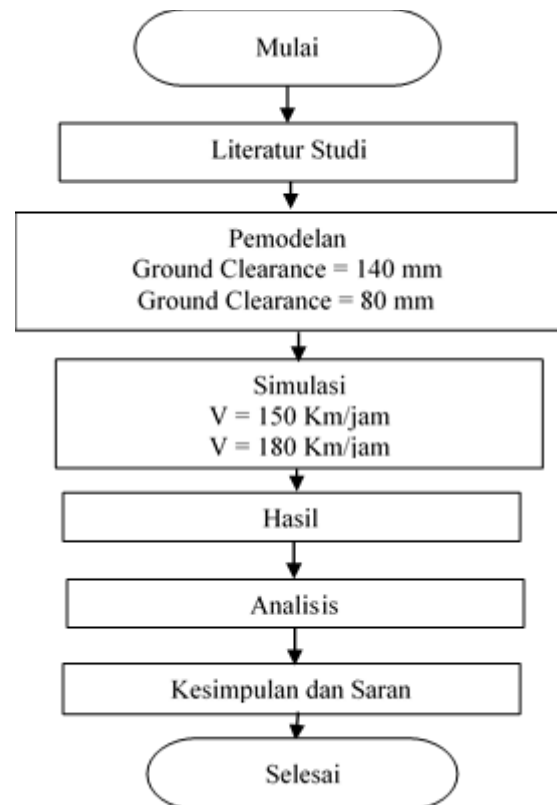 Mulai
Literatur Studi
Pemodelan
Ground Clearance = 140 mm
Ground Clearance = 80 mm
Simulasi
V = 150 Km/jam
V = 180 Km/jam
Hasil
Analisis
Kesimpulan dan Saran
Selesai